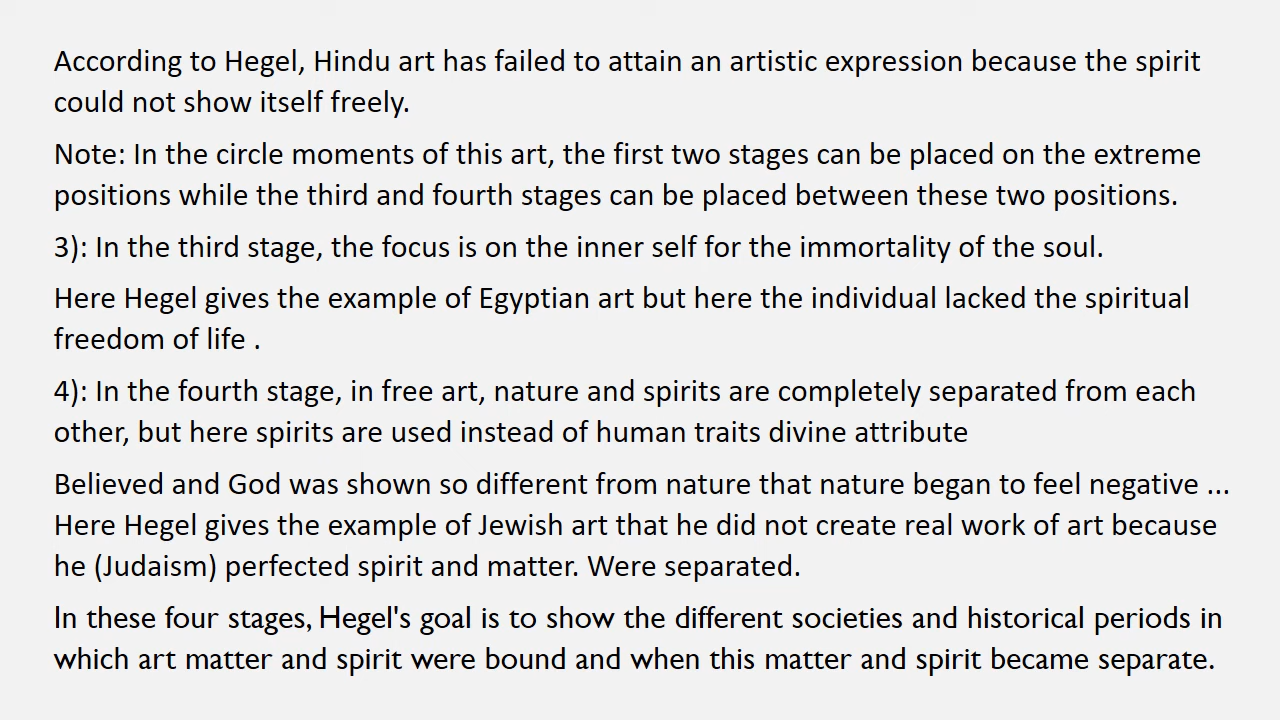 According to Hegel, Hindu art has failed to attain an artistic expression because the spirit
could not show itself freely.
Note: In the circle moments of this art, the first two stages can be placed on the extreme
positions while the third and fourth stages can be placed between these two positions.
3): In the third stage, the focus is on the inner self for the immortality of the soul.
Here Hegel gives the example of Egyptian art but here the individual lacked the spiritual
freedom of life .
4): In the fourth stage, in free art, nature and spirits are completely separated from each
other, but here spirits are used instead of human traits divine attribute
Believed and God was shown so different from nature that nature began to feel negative ...
Here Hegel gives the example of Jewish art that he did not create real work of art because
he (Judaism) perfected spirit and matter. Were separated.
In these four stages, Hegel's goal is to show the different societies and historical periods in
which art matter and spirit were bound and when this matter and spirit became separate.